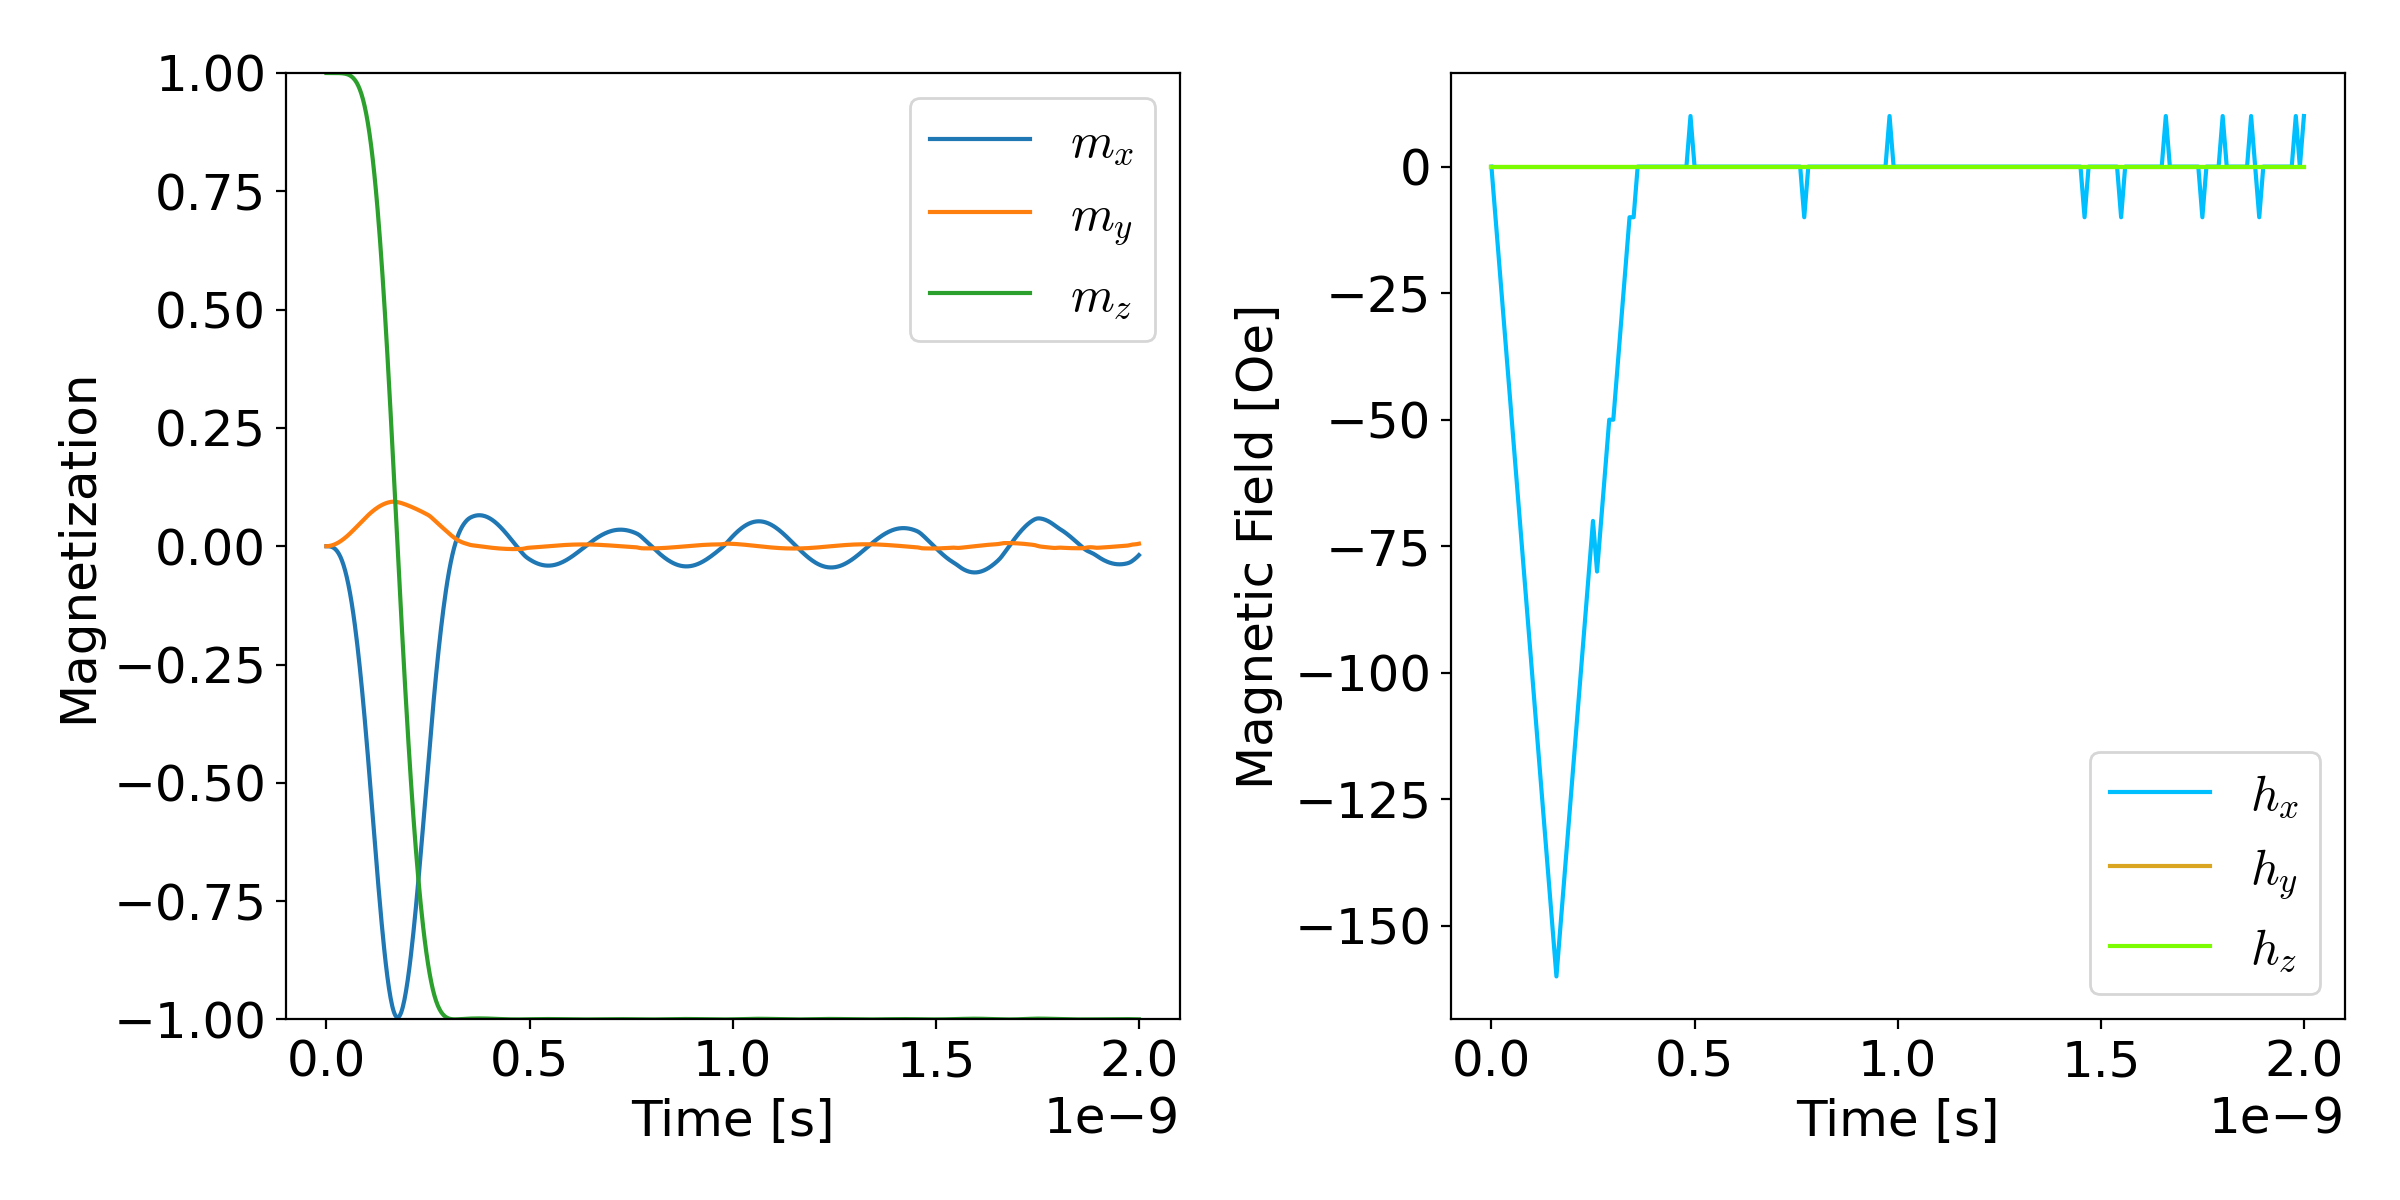 Magnetization
1.00
0.75
0.50
0.25
0.00
−0.25
−0.50
−0.75
−1.00
0.0 0.5 1.0 1.5 2.0
Time [s]
1e−9
m_x
m_y
m_z
Magnetic Field [Oe]
0
−25
−50
−75
−100
−125
−150
0.0 0.5 1.0 1.5 2.0
Time [s]
1e−9
h_x
h_y
h_z